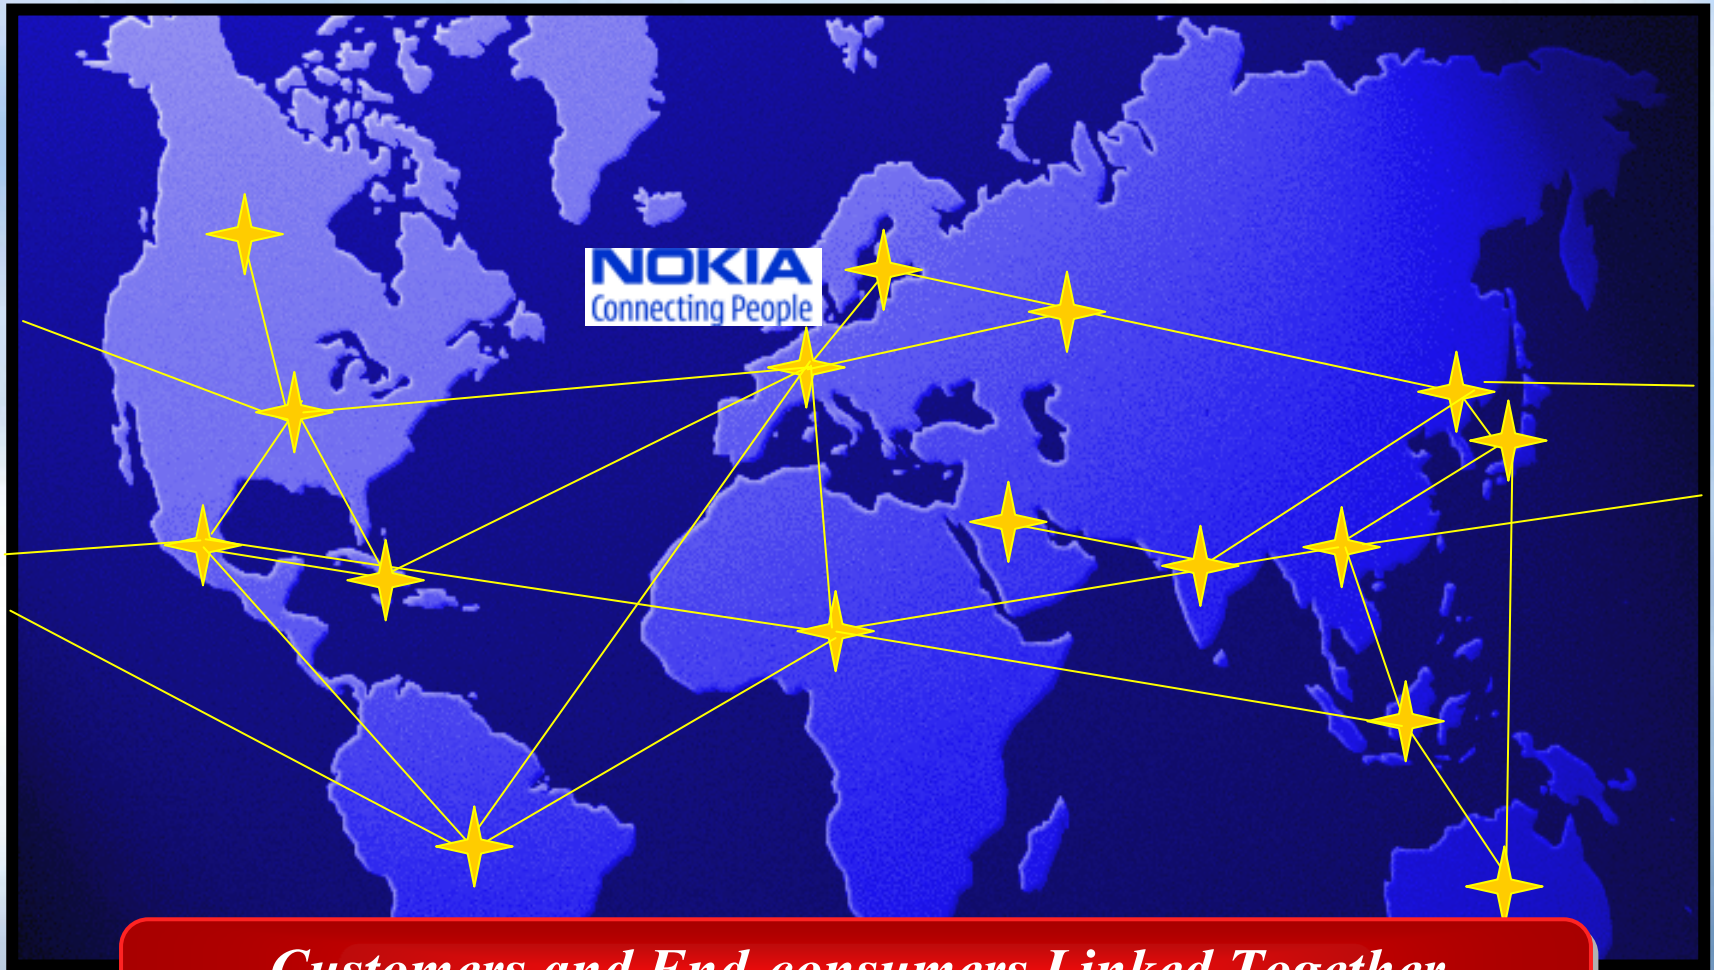 NOKIA
Connecting People
Customers and End-consumers Linked Together